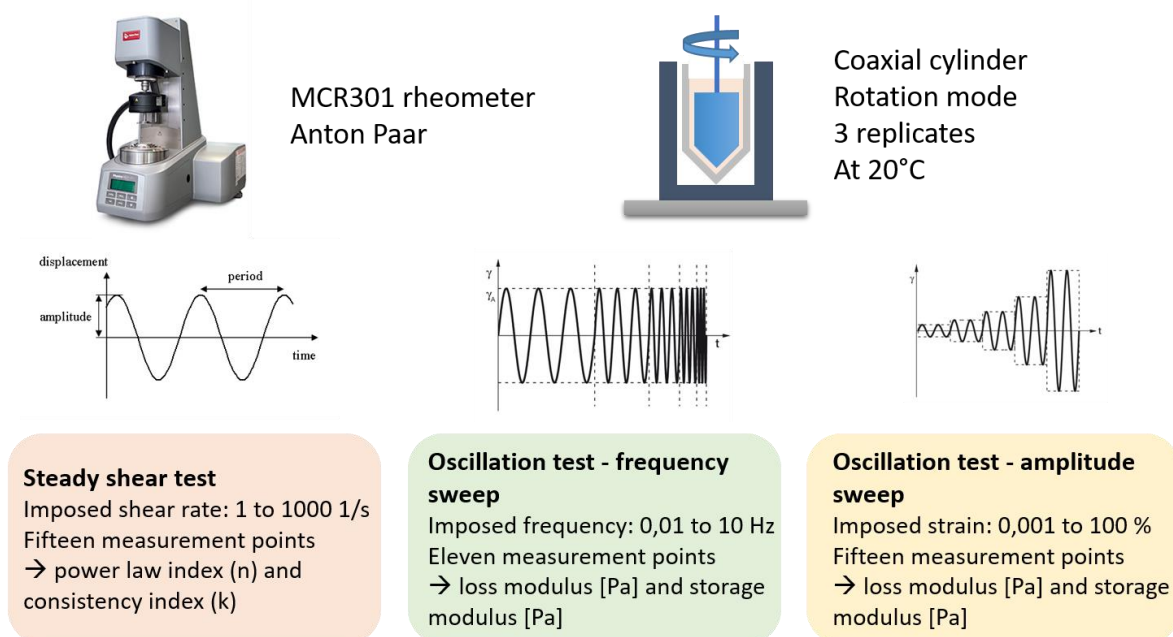 MCR301 rheometer
Anton Paar
Coaxial cylinder
Rotation mode
3 replicates
At 20°C
displacement
period
amplitude
time
γ
γA
t
γ
t
Steady shear test
Imposed shear rate: 1 to 1000 1/s
Fifteen measurement points
→ power law index (n) and
consistency index (k)
Oscillation test - frequency
sweep
Imposed frequency: 0,01 to 10 Hz
Eleven measurement points
→ loss modulus [Pa] and storage
modulus [Pa]
Oscillation test - amplitude
sweep
Imposed strain: 0,001 to 100 %
Fifteen measurement points
→ loss modulus [Pa] and storage
modulus [Pa]